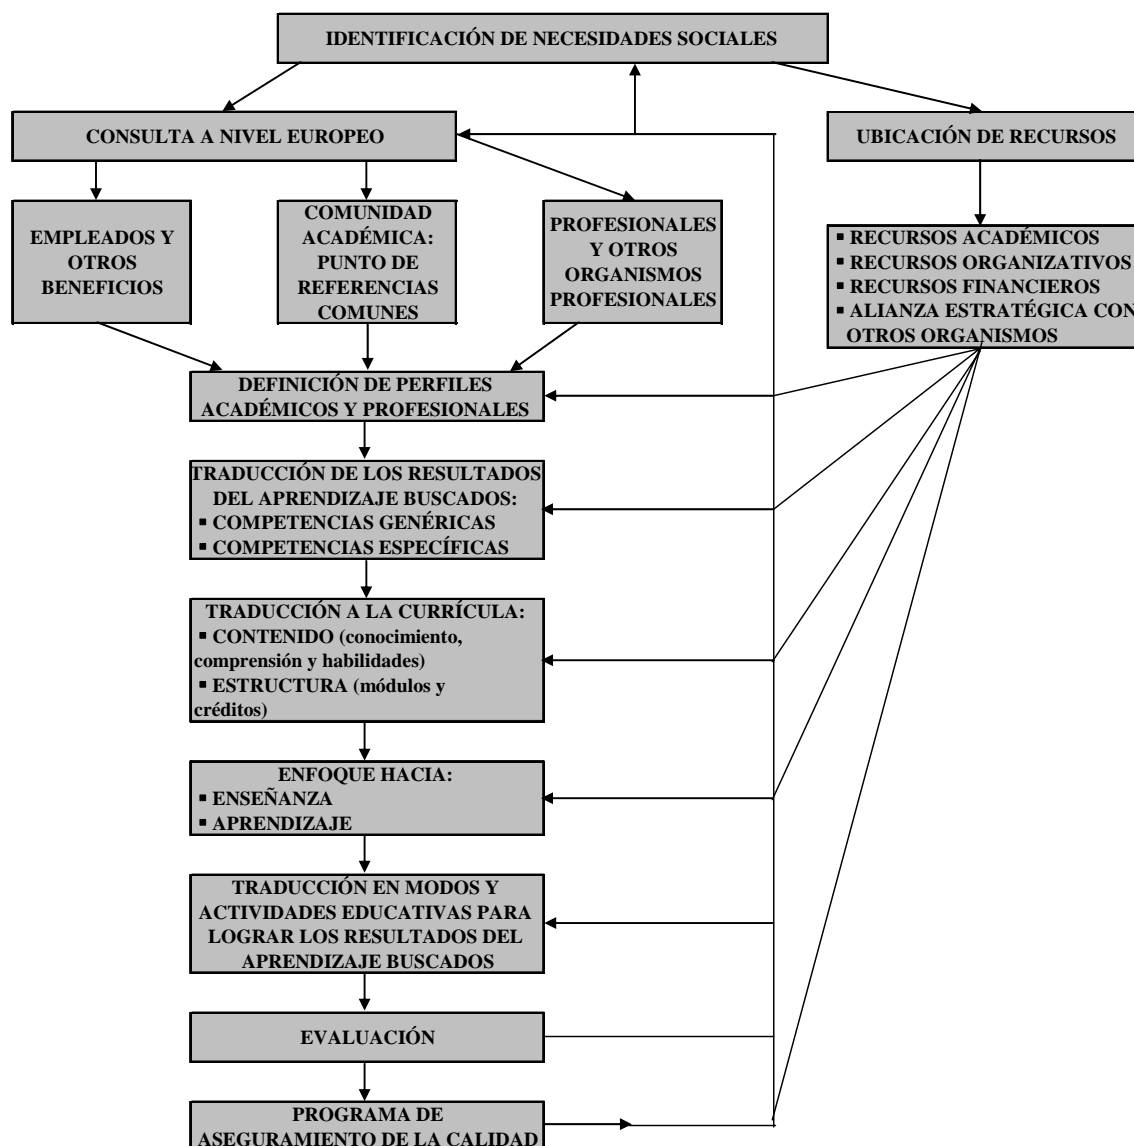 IDENTIFICACIÓN DE NECESIDADES SOCIALES
CONSULTA A NIVEL EUROPEO
UBICACIÓN DE RECURSOS
EMPLEADOS Y
OTROS
BENEFICIOS
COMUNIDAD
ACADÉMICA:
PUNTO DE
REFERENCIAS
COMUNES
PROFESIONALES
Y OTROS
ORGANISMOS
PROFESIONALES
▪ RECURSOS ACADÉMICOS
▪ RECURSOS ORGANIZATIVOS
▪ RECURSOS FINANCIEROS
▪ ALIANZA ESTRATÉGICA CON
OTROS ORGANISMOS
DEFINICIÓN DE PERFILES
ACADÉMICOS Y PROFESIONALES
TRADUCCIÓN DE LOS RESULTADOS
DEL APRENDIZAJE BUSCADOS:
▪ COMPETENCIAS GENÉRICAS
▪ COMPETENCIAS ESPECÍFICAS
TRADUCCIÓN A LA CURRÍCULA:
▪ CONTENIDO (conocimiento,
comprensión y habilidades)
▪ ESTRUCTURA (módulos y
créditos)
ENFOQUE HACIA:
▪ ENSEÑANZA
▪ APRENDIZAJE
TRADUCCIÓN EN MODOS Y
ACTIVIDADES EDUCATIVAS PARA
LOGRAR LOS RESULTADOS DEL
APRENDIZAJE BUSCADOS
EVALUACIÓN
PROGRAMA DE
ASEGURAMIENTO DE LA CALIDAD